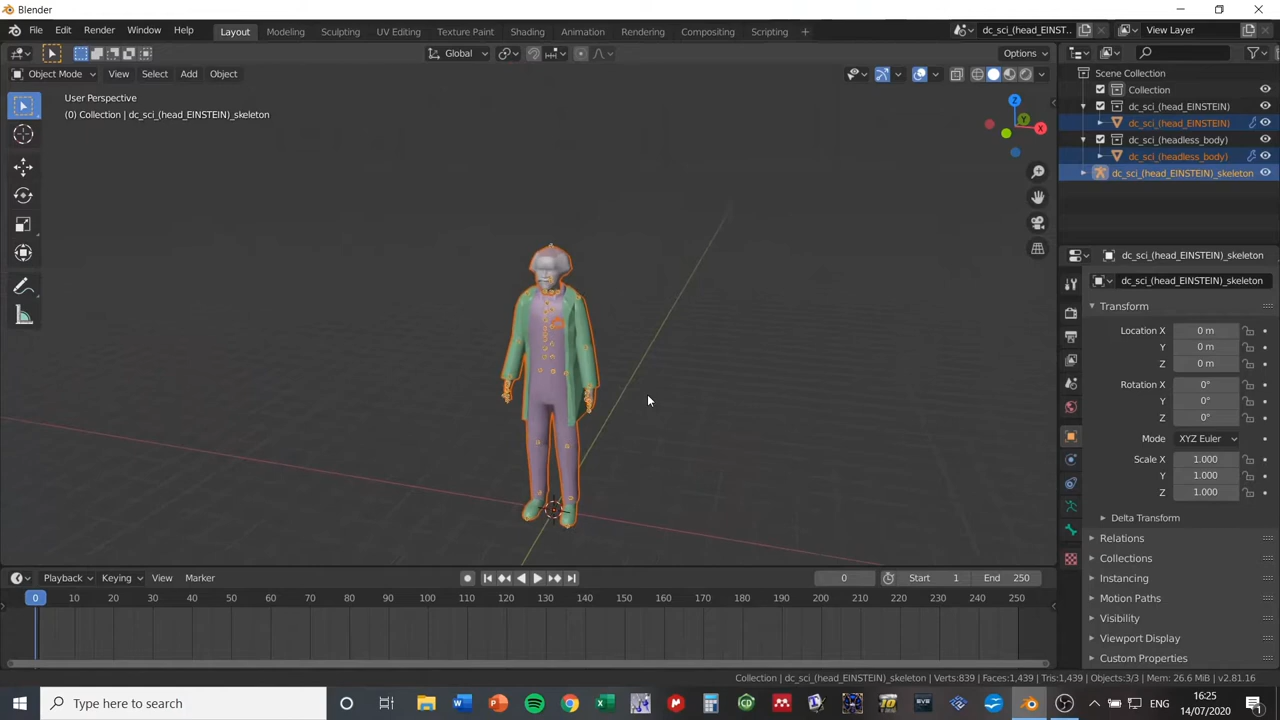 Blender
File Edit Render Window Help
Layout Modeling Sculpting UV Editing Texture Paint Shading Animation Rendering Compositing Scripting +
dc_sci_(head_EINST... View Layer
Global Options
Object Mode View Select Add Object
User Perspective
(0) Collection | dc_sci_(head_EINSTEIN)_skeleton
Z
Y
X
Scene Collection
Collection
dc_sci_(head_EINSTEIN)
dc_sci_(head_EINSTEIN)
dc_sci_(headless_body)
dc_sci_(headless_body)
dc_sci_(head_EINSTEIN)_skeleton
dc_sci_(head_EINSTEIN)_skeleton
dc_sci_(head_EINSTEIN)_skeleton
Transform
Location X 0 m
Y 0 m
Z 0 m
Rotation X 0°
Y 0°
Z 0°
Mode XYZ Euler
Scale X 1.000
Y 1.000
Z 1.000
Delta Transform
Relations
Collections
Instancing
Motion Paths
Visibility
Viewport Display
Custom Properties
Playback Keying View Marker 0 Start 1 End 250
0 10 20 30 40 50 60 70 80 90 100 110 120 130 140 150 160 170 180 190 200 210 220 230 240 250
Collection | dc_sci_(head_EINSTEIN)_skeleton | Verts:839 | Faces:1,439 | Tris:1,439 | Objects:3/3 | Mem: 26.6 MiB | v2.81.16
Type here to search
ENG
16:25
14/07/2020